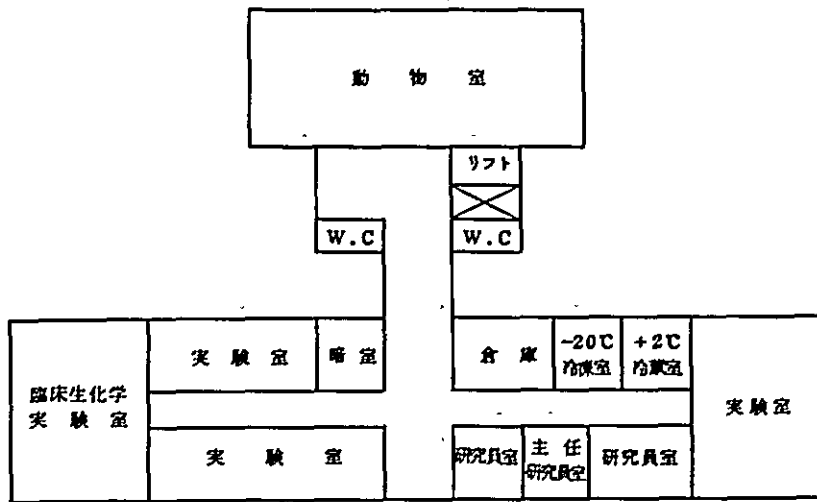 動物室
リフト
W.C
W.C
実験室
暗室
倉庫
-20℃
冷凍室
+2℃
冷蔵室
臨床生化学
実験室
実験室
実験室
研究員室
主任
研究員室
研究員室